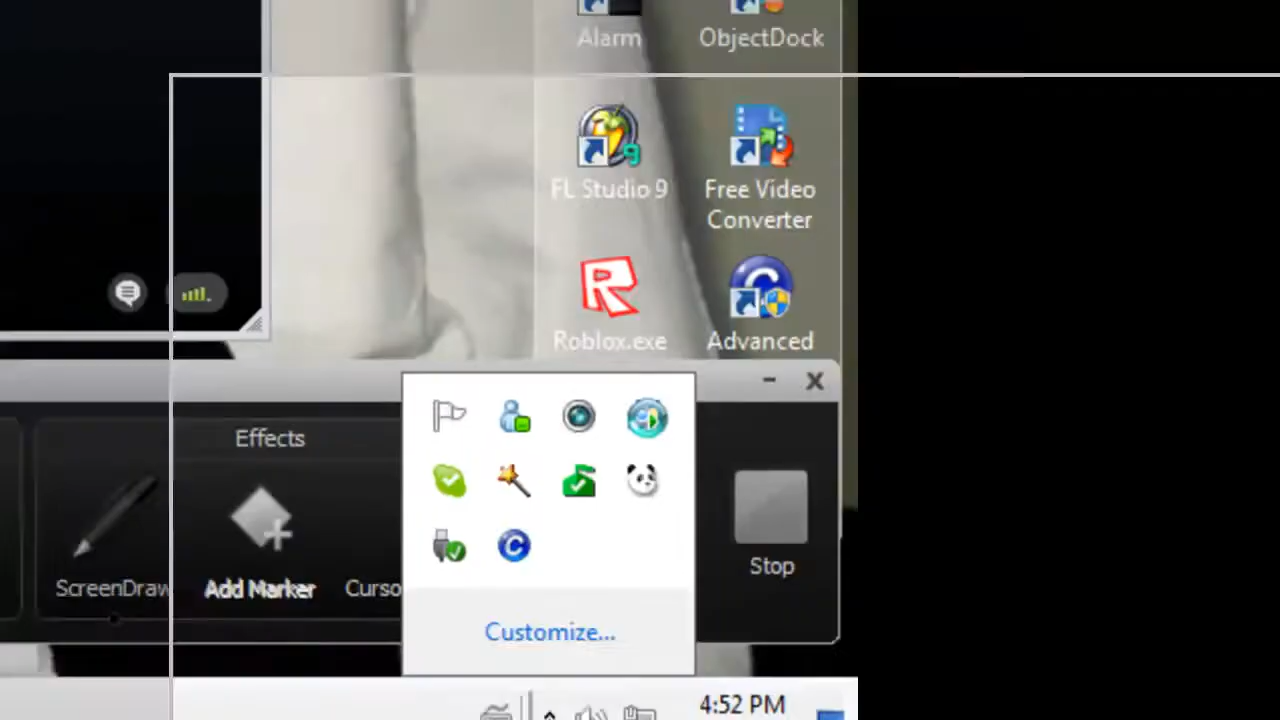 Alarm
ObjectDock
FL Studio 9
Free Video
Converter
Roblox.exe
Advanced
Effects
ScreenDraw
Add Marker
Curso
Stop
Customize...
4:52 PM